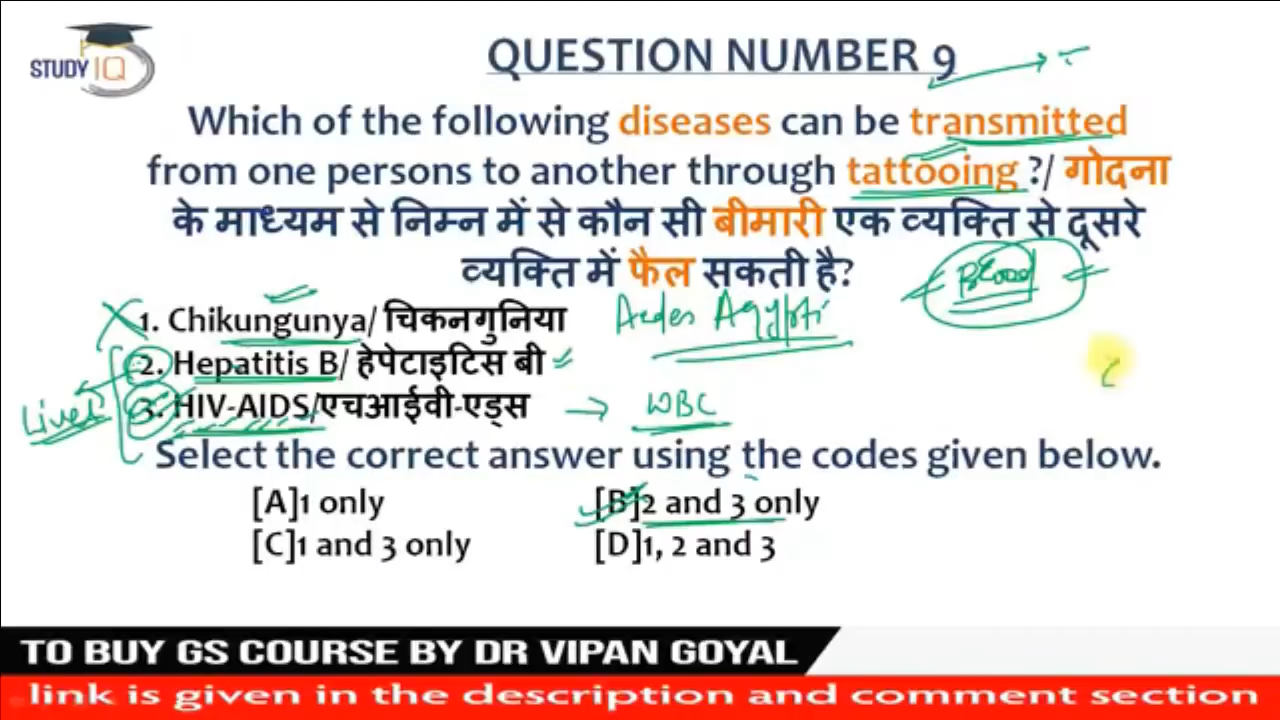 STUDY IQ
QUESTION NUMBER 9
Which of the following diseases can be transmitted
from one persons to another through tattooing ?/ गोदना
के माध्यम से निम्न में से कौन सी बीमारी एक व्यक्ति से दूसरे
व्यक्ति में फैल सकती है?
Blood
1. Chikungunya/ चिकनगुनिया Aedes Agypti
2. Hepatitis B/ हेपेटाइटिस बी
3. HIV-AIDS/एचआईवी-एड्स → WBC
Liver
Select the correct answer using the codes given below.
[A]1 only [B]2 and 3 only
[C]1 and 3 only [D]1, 2 and 3
TO BUY GS COURSE BY DR VIPAN GOYAL
link is given in the description and comment section